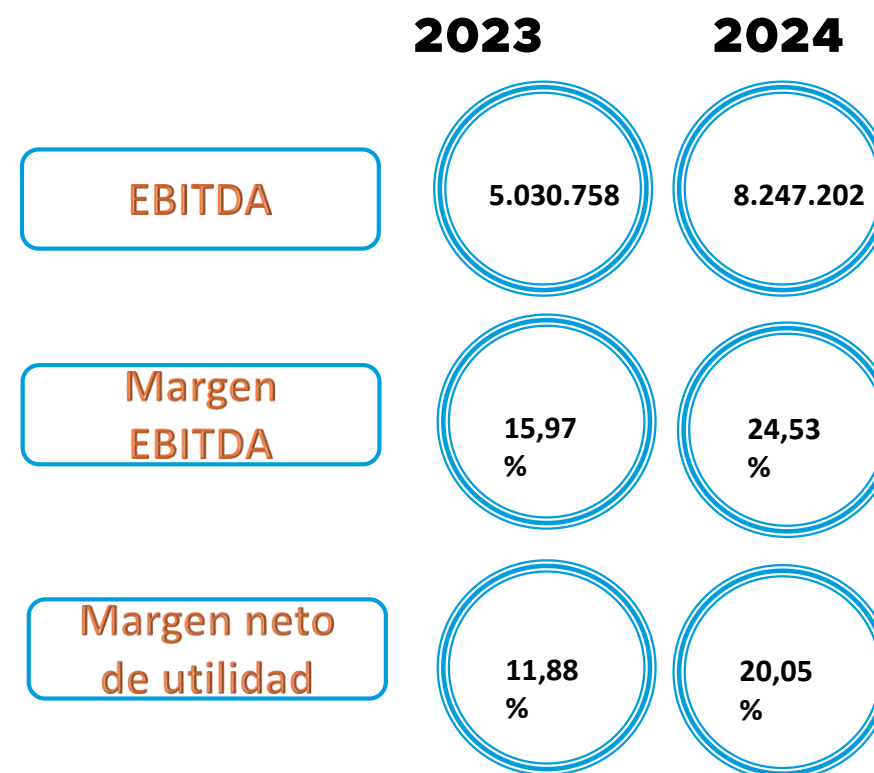 2023 2024
EBITDA 5.030.758 8.247.202
Margen
EBITDA
15,97
%
24,53
%
Margen neto
de utilidad
11,88
%
20,05
%